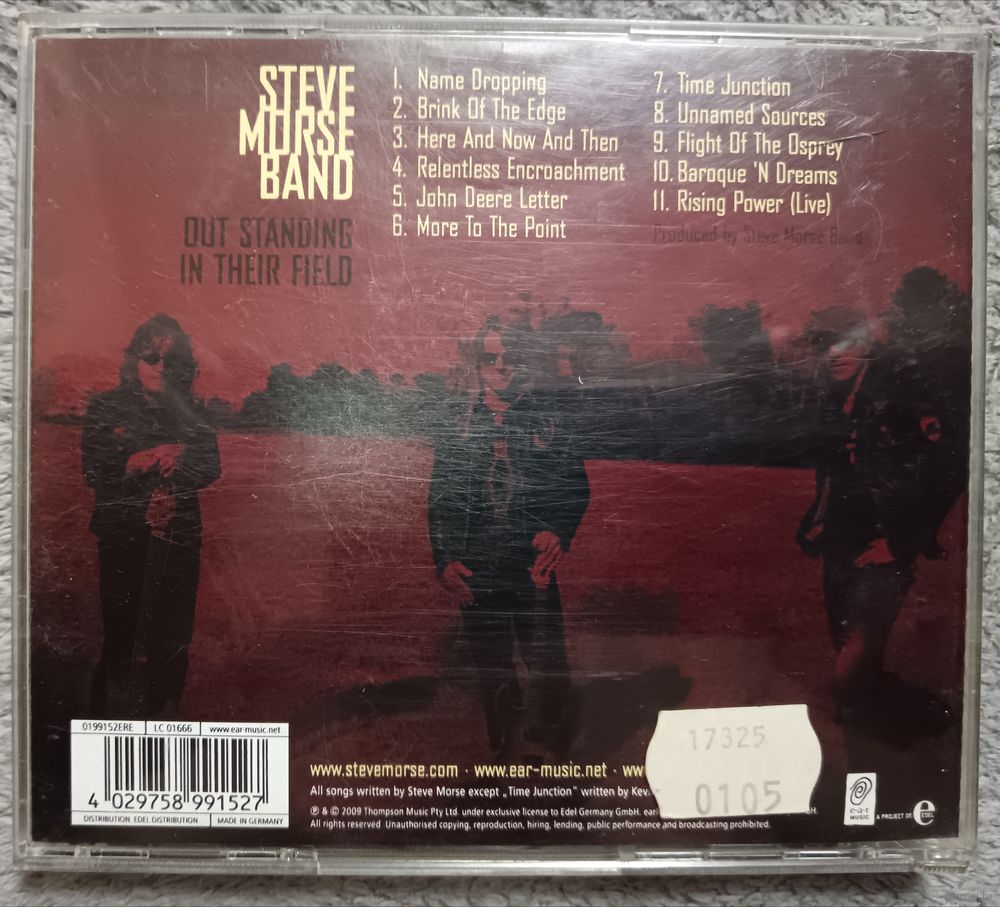 STEVE
MORSE
BAND
OUT STANDING
IN THEIR FIELD
1. Name Dropping
2. Brink Of The Edge
3. Here And Now And Then
4. Relentless Encroachment
5. John Deere Letter
6. More To The Point
7. Time Junction
8. Unnamed Sources
9. Flight Of The Osprey
10. Baroque 'N Dreams
11. Rising Power (Live)
Produced by Steve Morse Band
0199152ERE LC 01666 www.ear-music.net
4 029758 991527
DISTRIBUTION: EDEL DISTRIBUTION MADE IN GERMANY
www.stevemorse.com · www.ear-music.net ·
All songs written by Steve Morse except „Time Junction" written by
℗ & © 2009 Thompson Music Pty Ltd. under exclusive license to Edel Germany GmbH.
All rights reserved. Unauthorised copying, reproduction, hiring, lending, public performance and broadcasting prohibited.
17325
0105
e·a·r
MUSIC
A PROJECT OF
EDEL